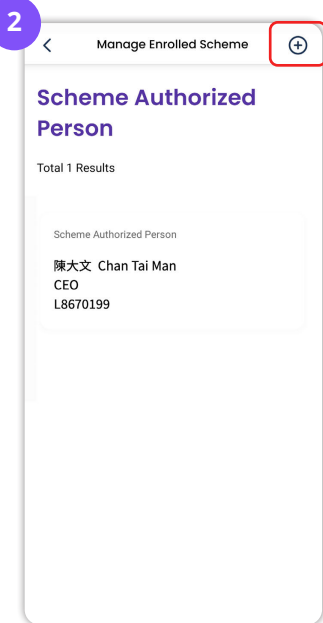 2
Manage Enrolled Scheme
Scheme Authorized
Person
Total 1 Results
Scheme Authorized Person
陳大文 Chan Tai Man
CEO
L8670199